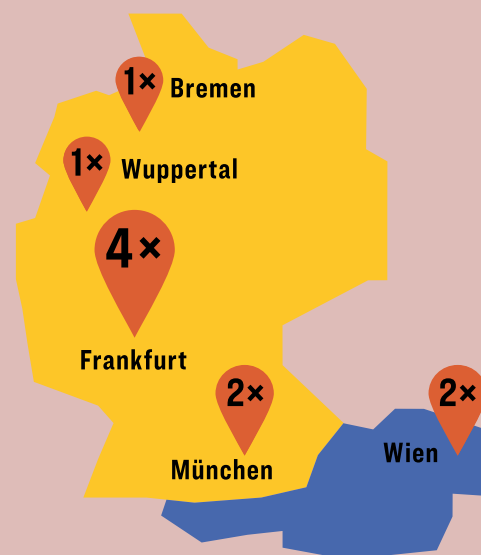 1× Bremen
1× Wuppertal
4×
Frankfurt
2×
München
2×
Wien